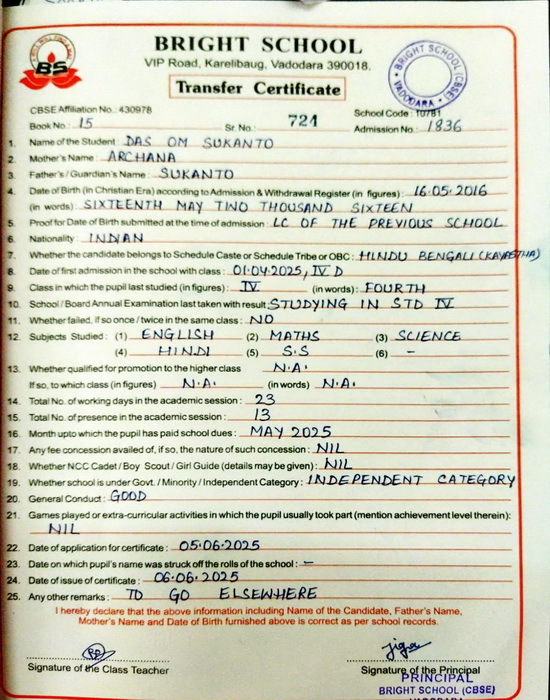 BRIGHT SCHOOL
VIP Road, Karelibaug, Vadodara 390018.
Transfer Certificate
BS
BRIGHT SCHOOL (CBSE)
VADODARA
CBSE Affiliation No.: 430978 School Code : 10781
Book No : 15 Sr. No.: 724 Admission No : 1836
1. Name of the Student : DAS OM SUKANTO
2. Mother's Name : ARCHANA
3. Father's / Guardian's Name : SUKANTO
4. Date of Birth (in Christian Era) according to Admission & Withdrawal Register (in figures) : 16.05.2016
(in words) SIXTEENTH MAY TWO THOUSAND SIXTEEN
5. Proof for Date of Birth submitted at the time of admission : LC OF THE PREVIOUS SCHOOL
6. Nationality : INDIAN
7. Whether the candidate belongs to Schedule Caste or Schedule Tribe or OBC : HINDU BENGALI (KAYASTHA)
8. Date of first admission in the school with class : 01.04.2025, IV D
9. Class in which the pupil last studied (in figures) : IV (in words) : FOURTH
10. School / Board Annual Examination last taken with result : STUDYING IN STD IV
11. Whether failed, if so once / twice in the same class : NO
12. Subjects Studied : (1) ENGLISH (2) MATHS (3) SCIENCE
(4) HINDI (5) S.S (6) -
13. Whether qualified for promotion to the higher class N.A.
If so, to which class (in figures) N.A. (in words) N.A.
14. Total No. of working days in the academic session : 23
15. Total No. of presence in the academic session : 13
16. Month upto which the pupil has paid school dues : MAY 2025
17. Any fee concession availed of, if so, the nature of such concession : NIL
18. Whether NCC Cadet / Boy Scout / Girl Guide (details may be given) : NIL
19. Whether school is under Govt. / Minority / Independent Category : INDEPENDENT CATEGORY
20. General Conduct : GOOD
21. Games played or extra-curricular activities in which the pupil usually took part (mention achievement level therein) :
NIL
22. Date of application for certificate : 05.06.2025
23. Date on which pupil's name was struck off the rolls of the school : -
24. Date of issue of certificate : 06.06.2025
25. Any other remarks : TO GO ELSEWHERE
I hereby declare that the above information including Name of the Candidate, Father's Name,
Mother's Name and Date of Birth furnished above is correct as per school records.
Signature of the Class Teacher Signature of the Principal
PRINCIPAL
BRIGHT SCHOOL (CBSE)
VADODARA